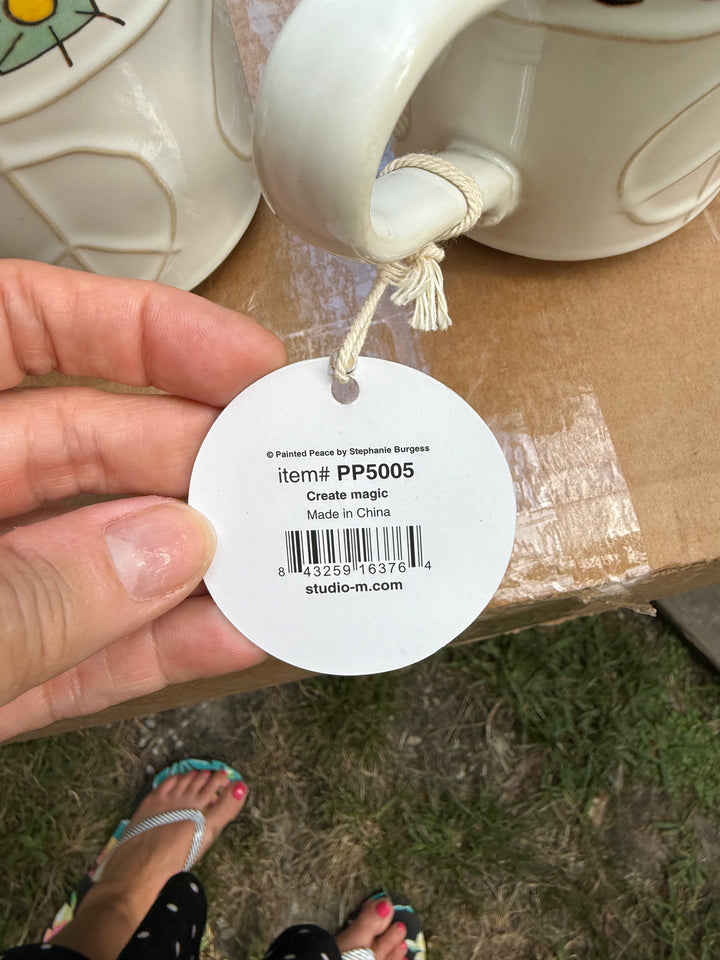 © Painted Peace by Stephanie Burgess
item# PP5005
Create magic
Made in China
8 43259 16376 4
studio-m.com